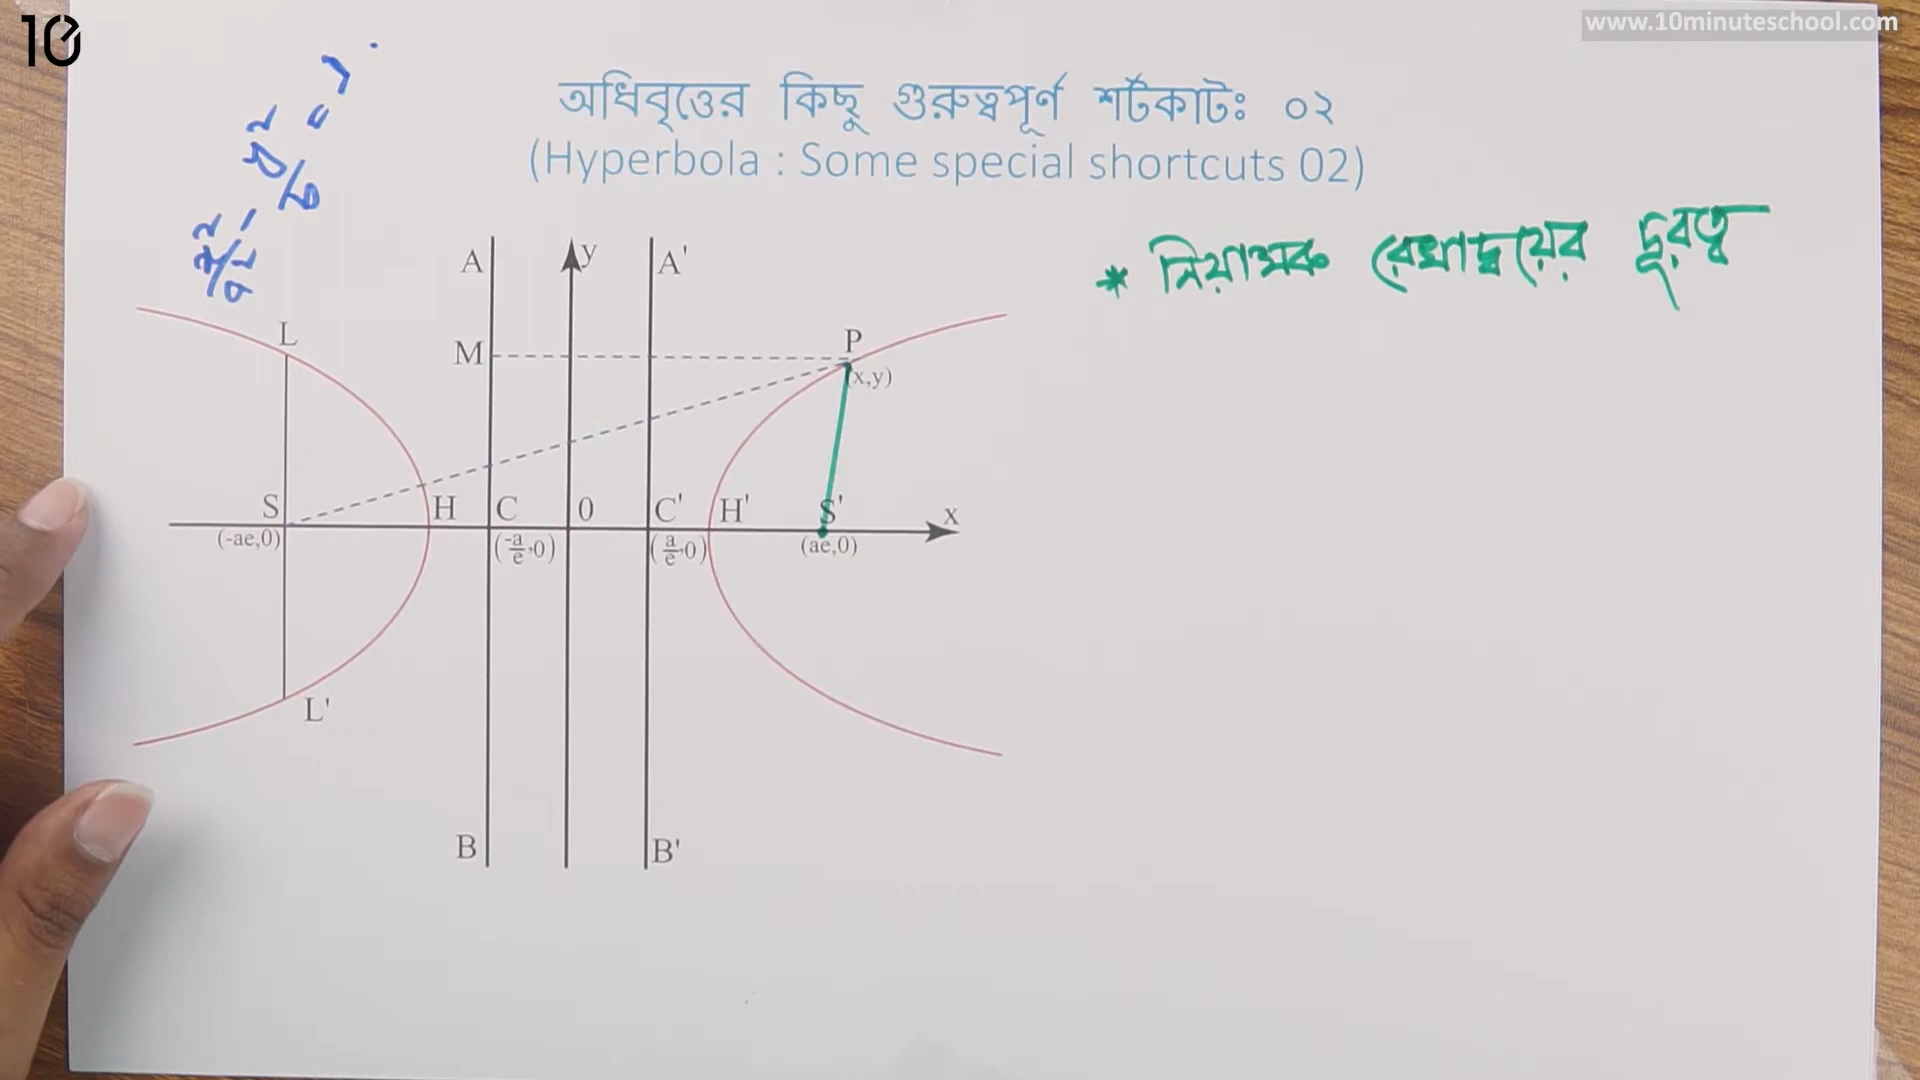 10
www.10minuteschool.com
অধিবৃত্তের কিছু গুরুত্বপূর্ণ শর্টকাটঃ ০২
(Hyperbola : Some special shortcuts 02)
x²/a² - y²/b² = 1
* নিয়ামক রেখাদ্বয়ের দূরত্ব
A y A'
L M P
(x,y)
S H C 0 C' H' S' x
(-ae,0) (-a/e,0) (a/e,0) (ae,0)
L'
B B'